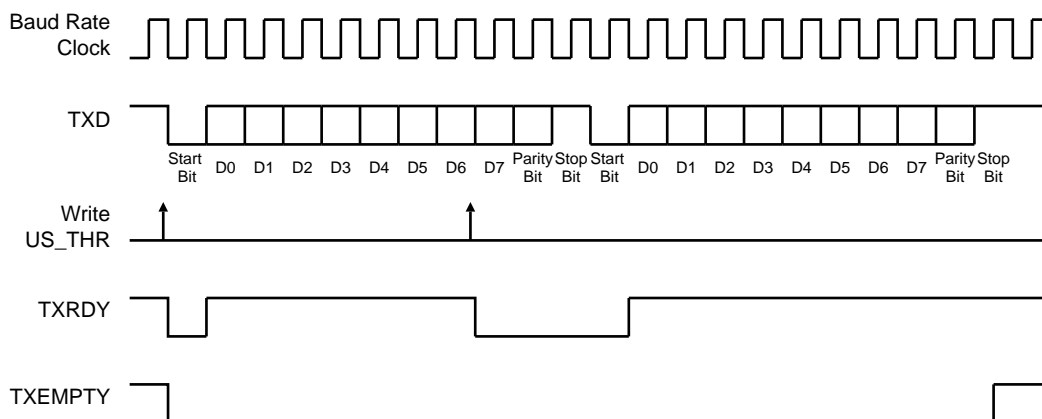 Baud Rate
Clock
TXD
Start
Bit
D0
D1
D2
D3
D4
D5
D6
D7
Parity
Bit
Stop
Bit
Start
Bit
D0
D1
D2
D3
D4
D5
D6
D7
Parity
Bit
Stop
Bit
Write
US_THR
TXRDY
TXEMPTY